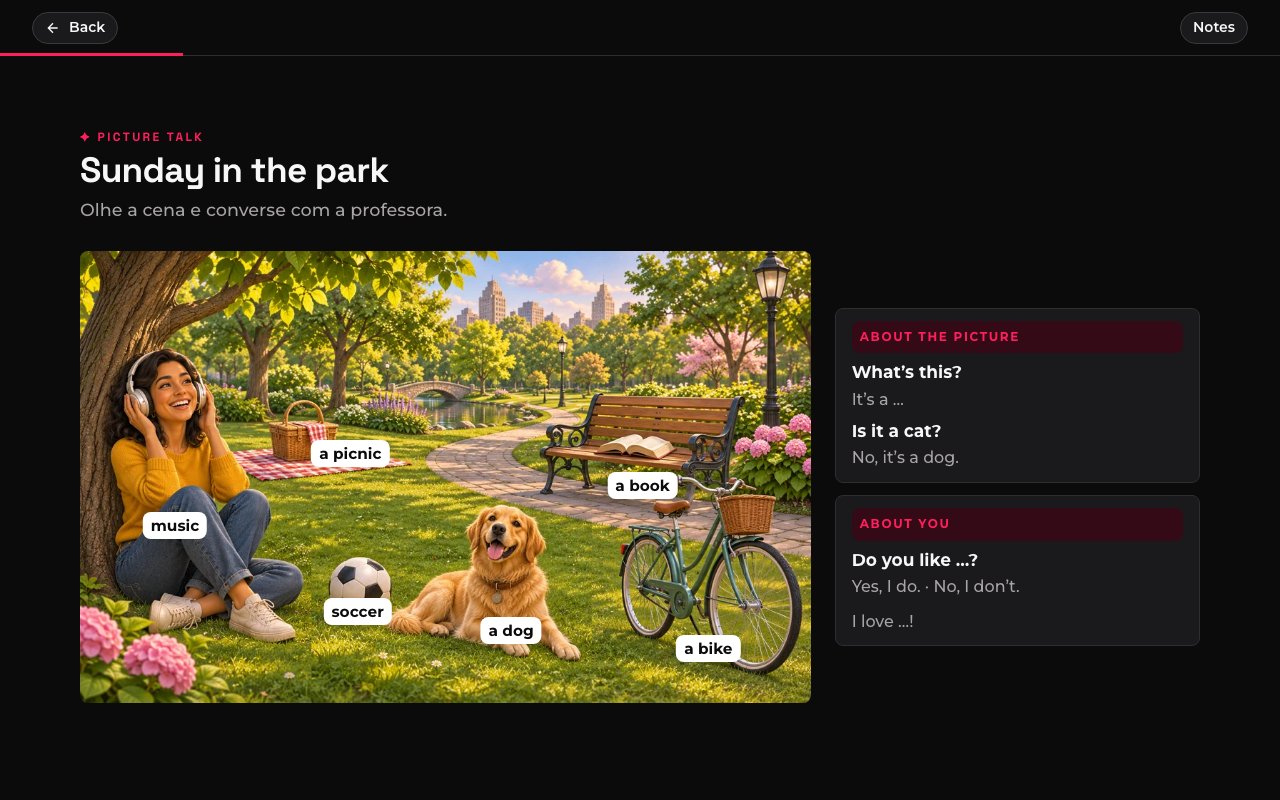 Back
Notes
PICTURE TALK
Sunday in the park
Olhe a cena e converse com a professora.
a picnic
a book
music
soccer
a dog
a bike
ABOUT THE PICTURE
What’s this?
It’s a ...
Is it a cat?
No, it’s a dog.
ABOUT YOU
Do you like ...?
Yes, I do. · No, I don’t.
I love ...!